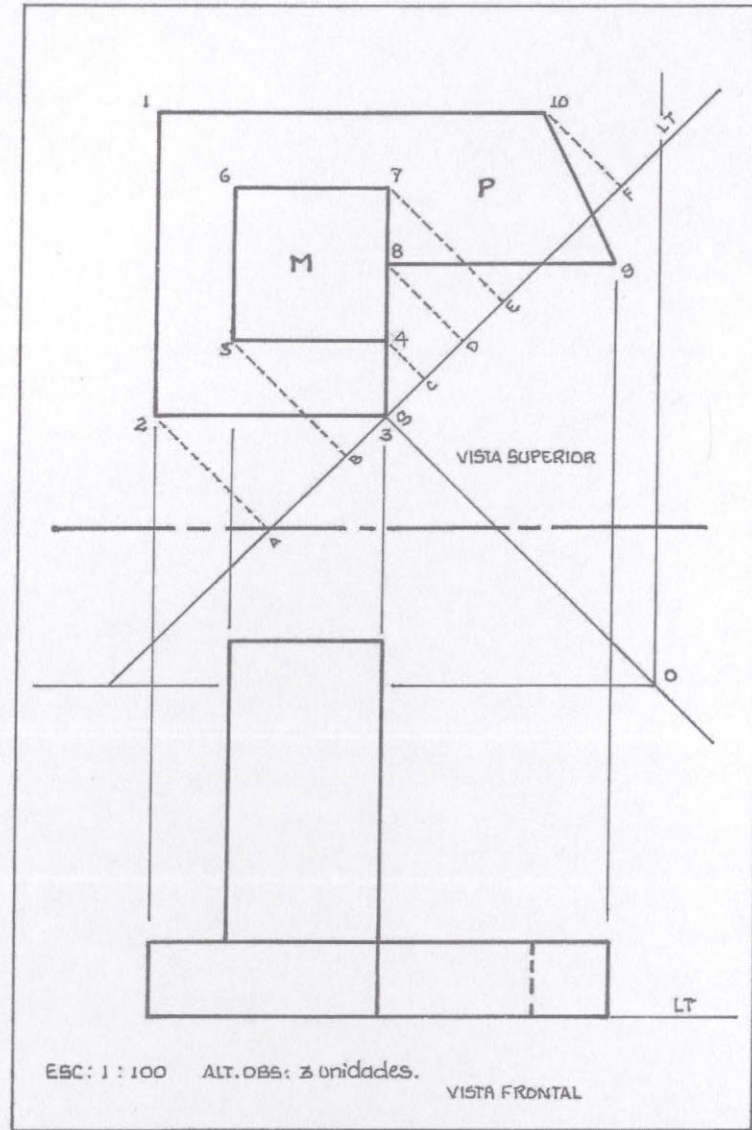 1
10
LT
6
7
P
F
M
8
9
E
5
4
D
C
2
3
S
B
VISTA SUPERIOR
A
O
LT
ESC: 1 : 100 ALT. OBS: 3 unidades.
VISTA FRONTAL